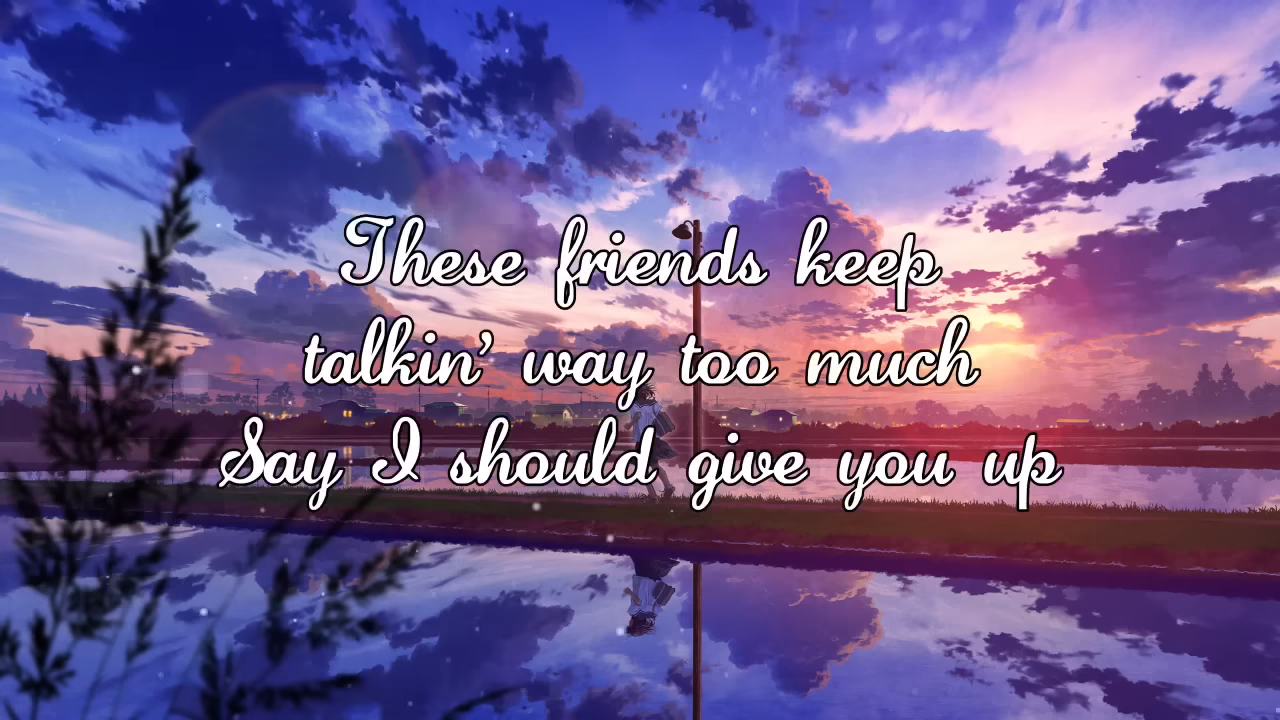 These friends keep
talkin’ way too much
Say I should give you up